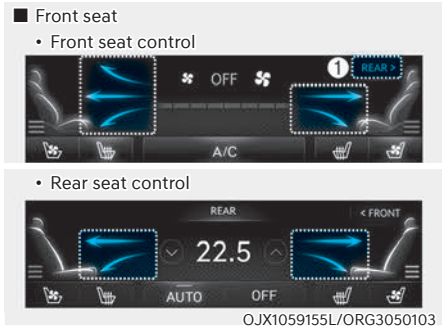 ■ Front seat
• Front seat control
OFF
1 REAR >
A/C
• Rear seat control
REAR
< FRONT
22.5
AUTO OFF
OJX1059155L/ORG3050103